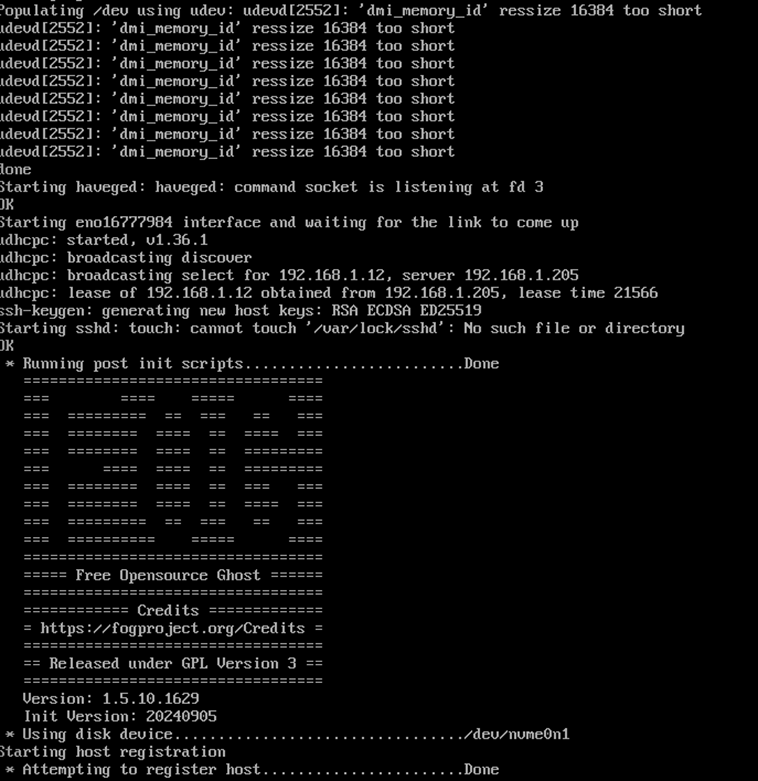 Populating /dev using udev: udevd[2552]: 'dmi_memory_id' ressize 16384 too short
udevd[2552]: 'dmi_memory_id' ressize 16384 too short
udevd[2552]: 'dmi_memory_id' ressize 16384 too short
udevd[2552]: 'dmi_memory_id' ressize 16384 too short
udevd[2552]: 'dmi_memory_id' ressize 16384 too short
udevd[2552]: 'dmi_memory_id' ressize 16384 too short
udevd[2552]: 'dmi_memory_id' ressize 16384 too short
udevd[2552]: 'dmi_memory_id' ressize 16384 too short
udevd[2552]: 'dmi_memory_id' ressize 16384 too short
done
Starting haveged: haveged: command socket is listening at fd 3
OK
Starting eno16777984 interface and waiting for the link to come up
udhcpc: started, v1.36.1
udhcpc: broadcasting discover
udhcpc: broadcasting select for 192.168.1.12, server 192.168.1.205
udhcpc: lease of 192.168.1.12 obtained from 192.168.1.205, lease time 21566
ssh-keygen: generating new host keys: RSA ECDSA ED25519
Starting sshd: touch: cannot touch '/var/lock/sshd': No such file or directory
OK
 * Running post init scripts.........................Done
   ==================================
   ===        ====    =====      ====
   ===  =========  ==  ===   ==   ===
   ===  ========  ====  ==  ====  ===
   ===  ========  ====  ==  =========
   ===      ====  ====  ==  =========
   ===  ========  ====  ==  ===   ===
   ===  ========  ====  ==  ====  ===
   ===  =========  ==  ===   ==   ===
   ===  ==========    =====      ====
   ==================================
   ===== Free Opensource Ghost ======
   ==================================
   ============ Credits =============
   = https://fogproject.org/Credits =
   ==================================
   == Released under GPL Version 3 ==
   ==================================
   Version: 1.5.10.1629
   Init Version: 20240905
 * Using disk device................................./dev/nvme0n1
Starting host registration
 * Attempting to register host.......................Done